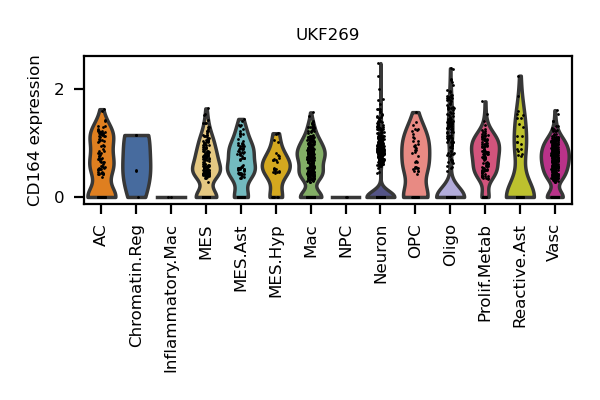 UKF269
CD164 expression
2
0
AC
Chromatin.Reg
Inflammatory.Mac
MES
MES.Ast
MES.Hyp
Mac
NPC
Neuron
OPC
Oligo
Prolif.Metab
Reactive.Ast
Vasc